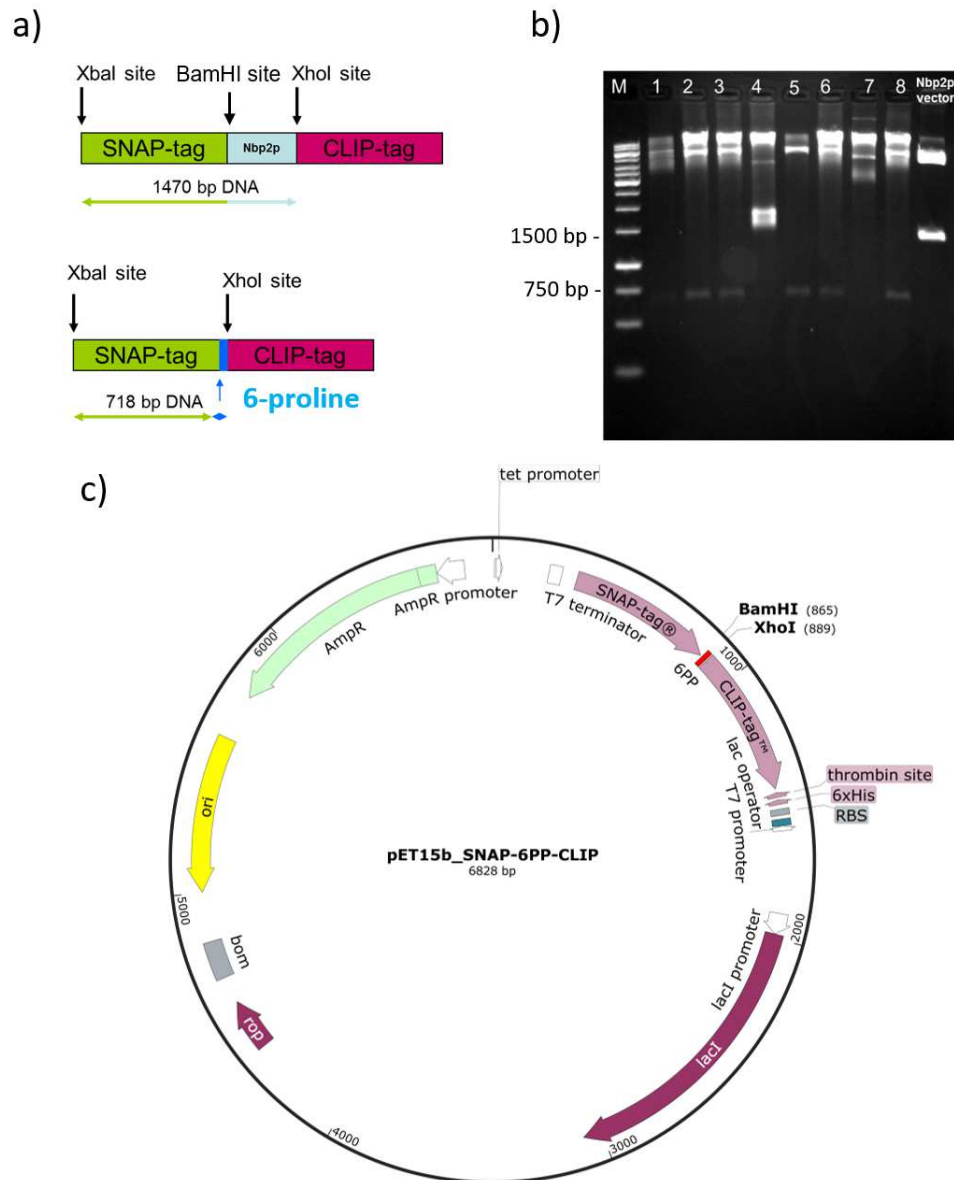 a)
XbaI site
BamHI site
XhoI site
SNAP-tag
Nbp2p
CLIP-tag
1470 bp DNA
XbaI site
XhoI site
SNAP-tag
CLIP-tag
718 bp DNA
6-proline
b)
M 1 2 3 4 5 6 7 8 Nbp2p
vector
1500 bp -
750 bp -
c)
tet promoter
AmpR promoter
AmpR
T7 terminator
SNAP-tag®
BamHI (865)
XhoI (889)
1000
6PP
CLIP-tag™
lac operator
T7 promoter
thrombin site
6xHis
RBS
6000
ori
pET15b_SNAP-6PP-CLIP
6828 bp
5000
bom
rop
lacI promoter
2000
lacI
3000
4000